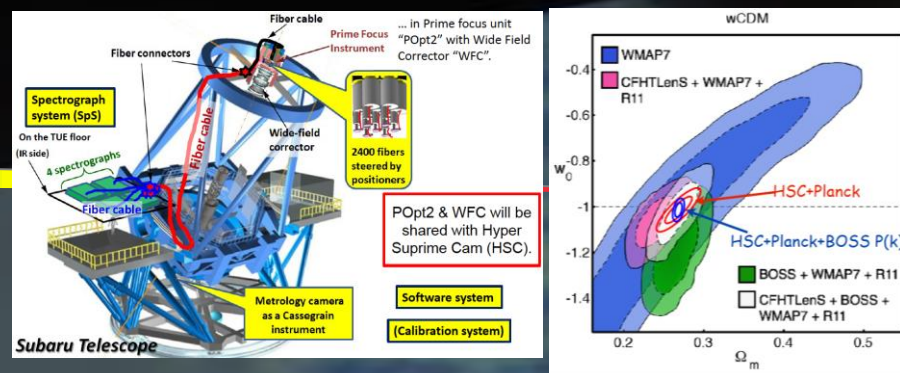 Fiber cable
Prime Focus
Instrument
... in Prime focus unit
"POpt2" with Wide Field
Corrector "WFC".
Fiber connectors
Spectrograph
system (SpS)
On the TUE floor
(IR side)
4 spectrographs
Fiber cable
Fiber cable
Wide-field
corrector
2400 fibers
steered by
positioners
POpt2 & WFC will be
shared with Hyper
Suprime Cam (HSC).
Metrology camera
as a Cassegrain
instrument
Software system
(Calibration system)
Subaru Telescope
wCDM
WMAP7
CFHTLenS + WMAP7 +
R11
HSC+Planck
HSC+Planck+BOSS P(k)
BOSS + WMAP7 + R11
CFHTLenS + BOSS +
WMAP7 + R11
w₀
-0.4
-0.6
-0.8
-1
-1.2
-1.4
0.2
0.3
0.4
0.5
Ωₘ